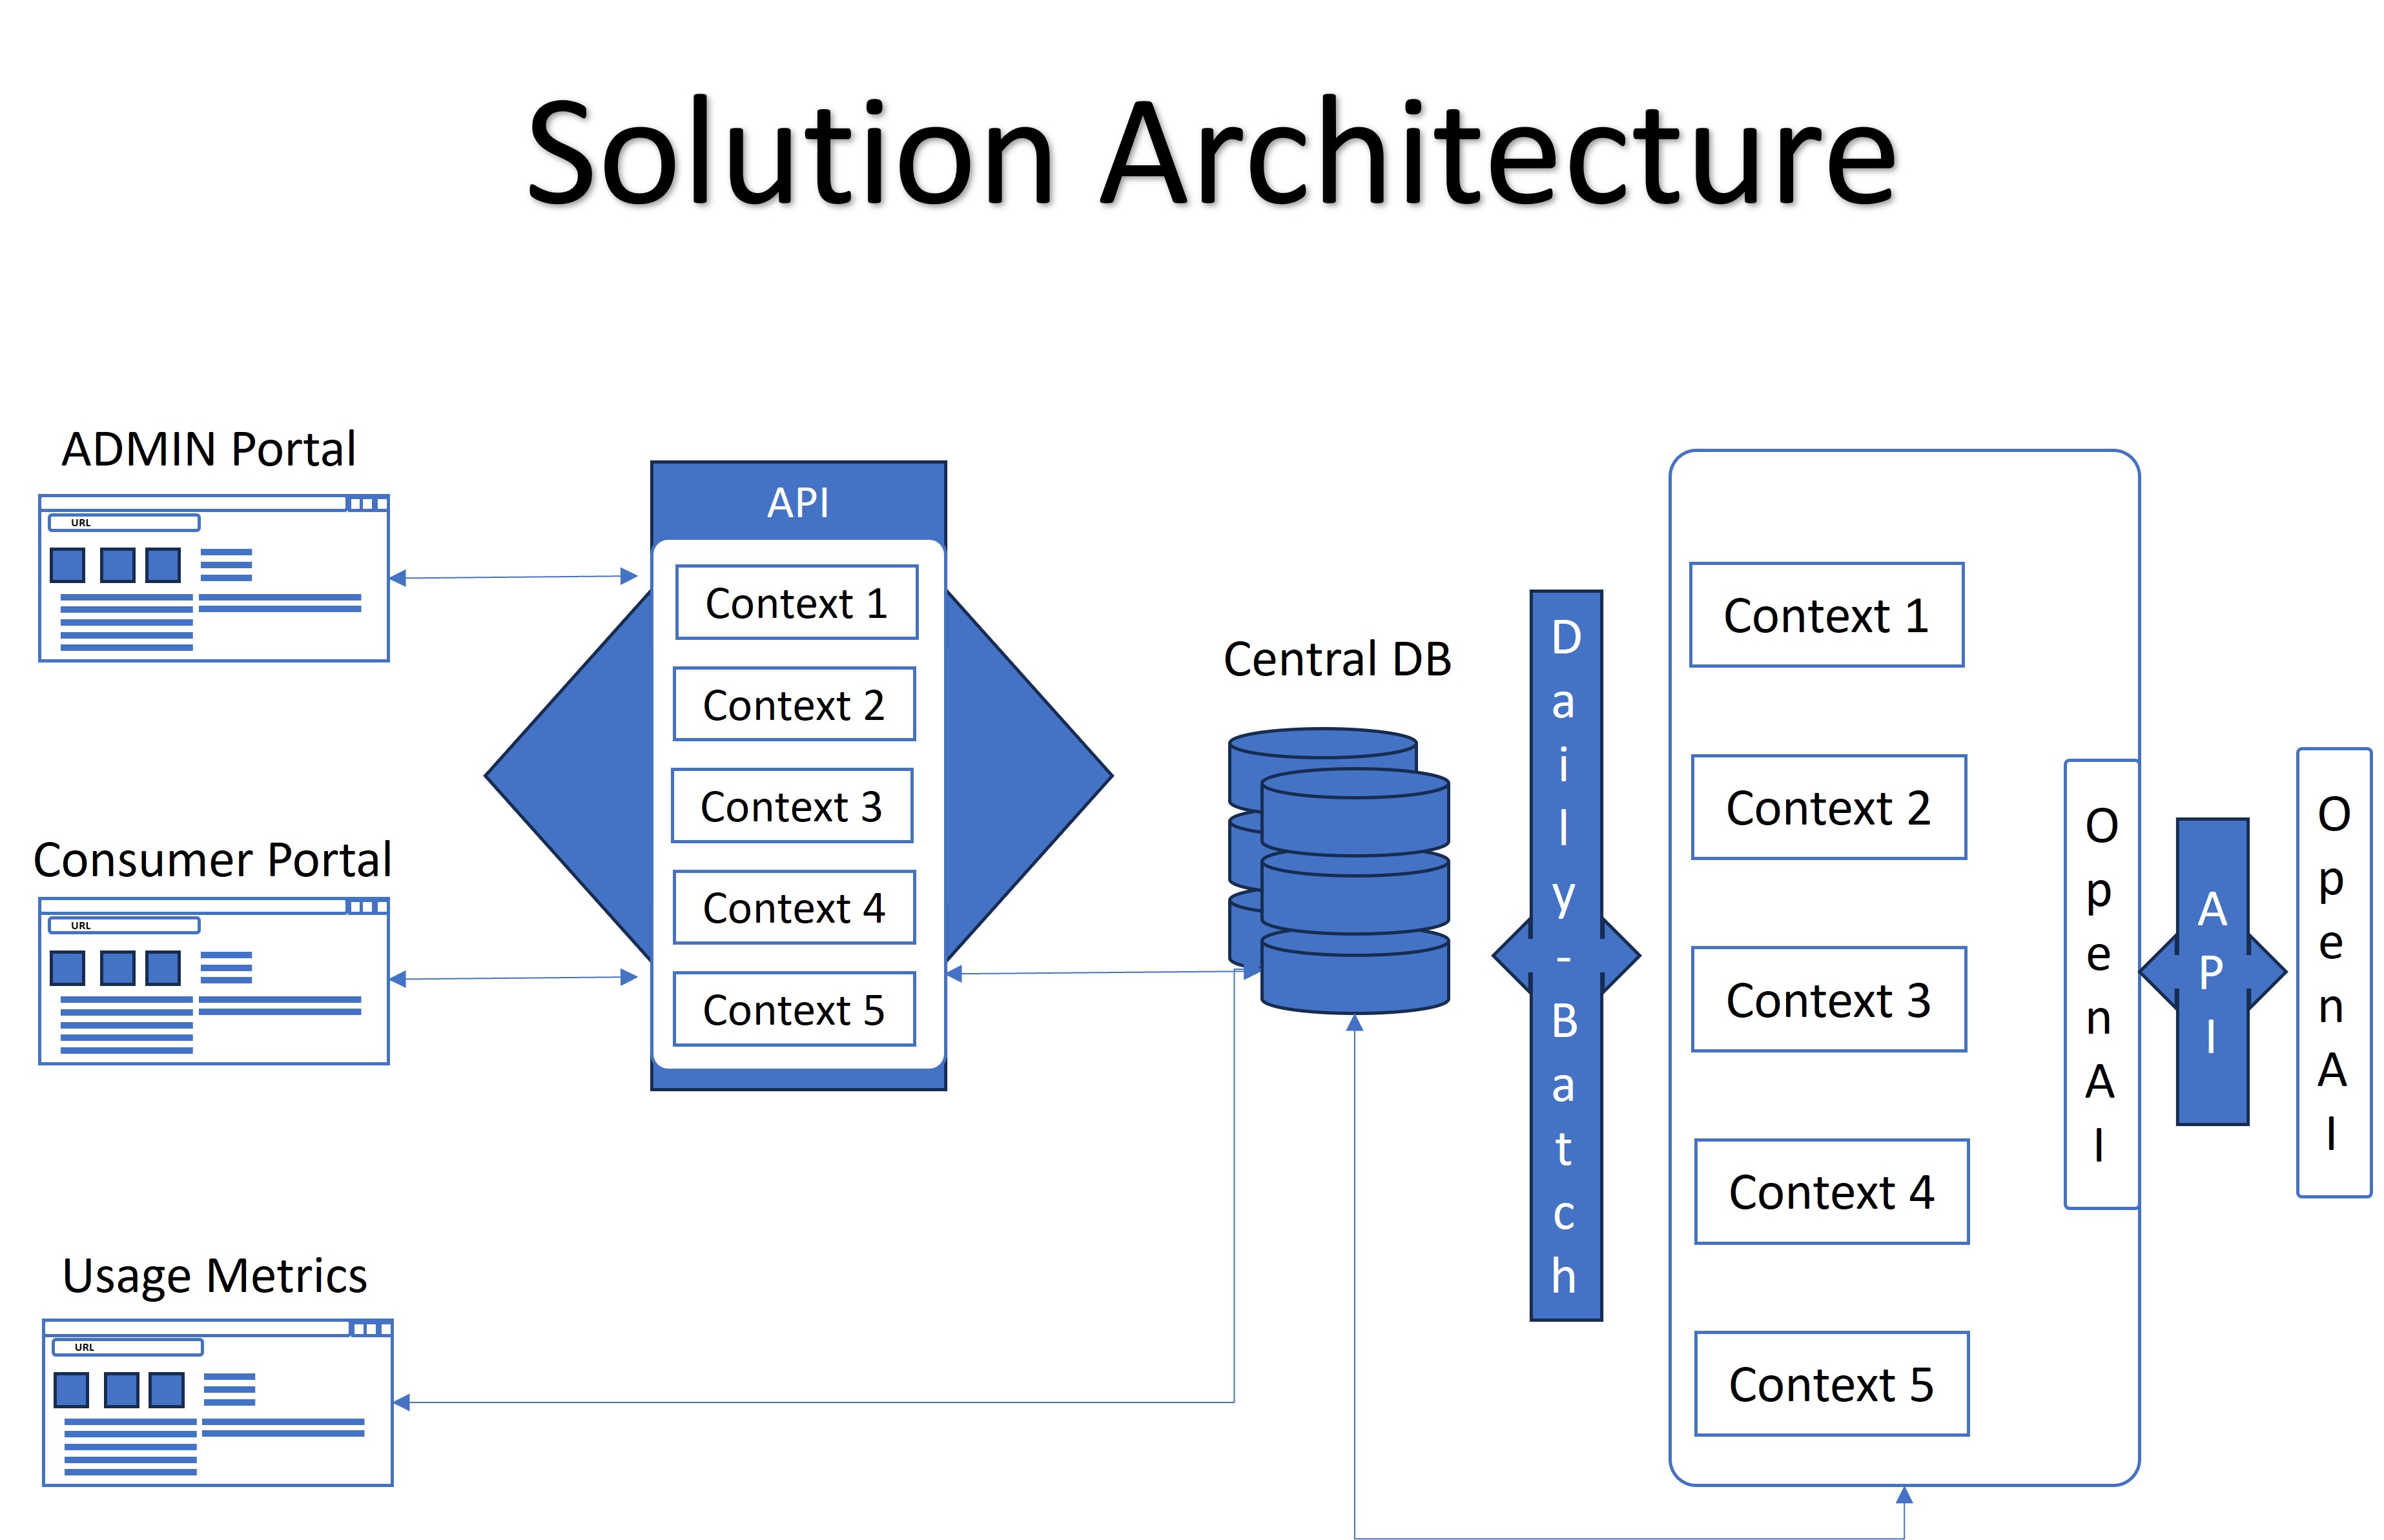 Solution Architecture
ADMIN Portal
URL
Consumer Portal
URL
Usage Metrics
URL
API
Context 1
Context 2
Context 3
Context 4
Context 5
Central DB
Daily-Batch
Context 1
Context 2
Context 3
Context 4
Context 5
OpenAI
API
OpenAI